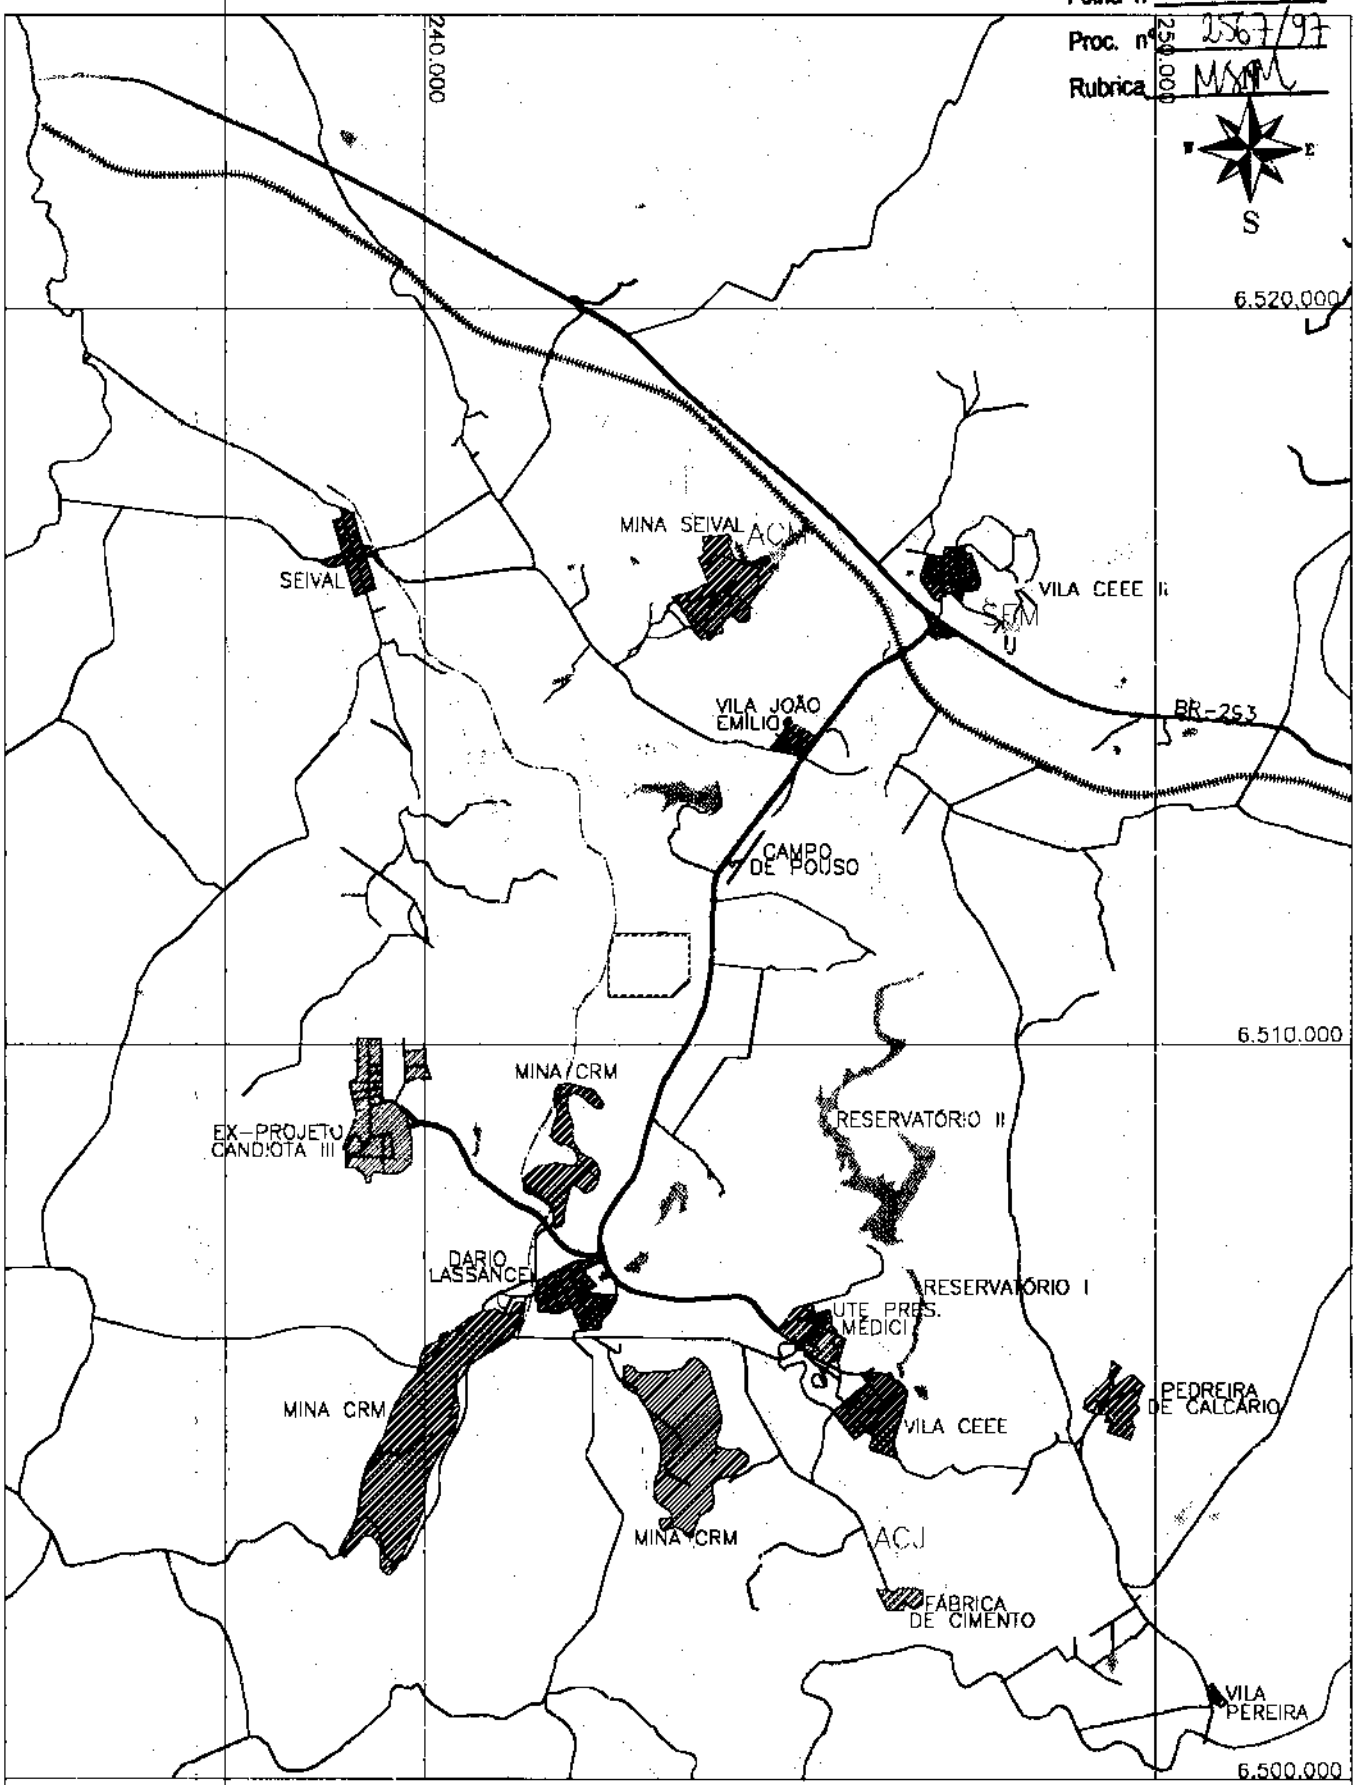 240.000
250.000
Proc. nº 2567/97
Rubrica
W
E
S
6.520.000
MINA SEIVAL
ACM
SEIVAL
VILA CEEE II
SEM
VILA JOÃO
EMÍLIO
BR-293
CAMPO
DE POUSO
6.510.000
MINA CRM
RESERVATÓRIO II
EX-PROJETO
CANDIOTA III
DARIO
LASSANCE
RESERVATÓRIO I
UTE PRES.
MÉDICI
MINA CRM
PEDREIRA
DE CALCÁRIO
VILA CEEE
MINA CRM
ACJ
FÁBRICA
DE CIMENTO
VILA
PEREIRA
6.500.000